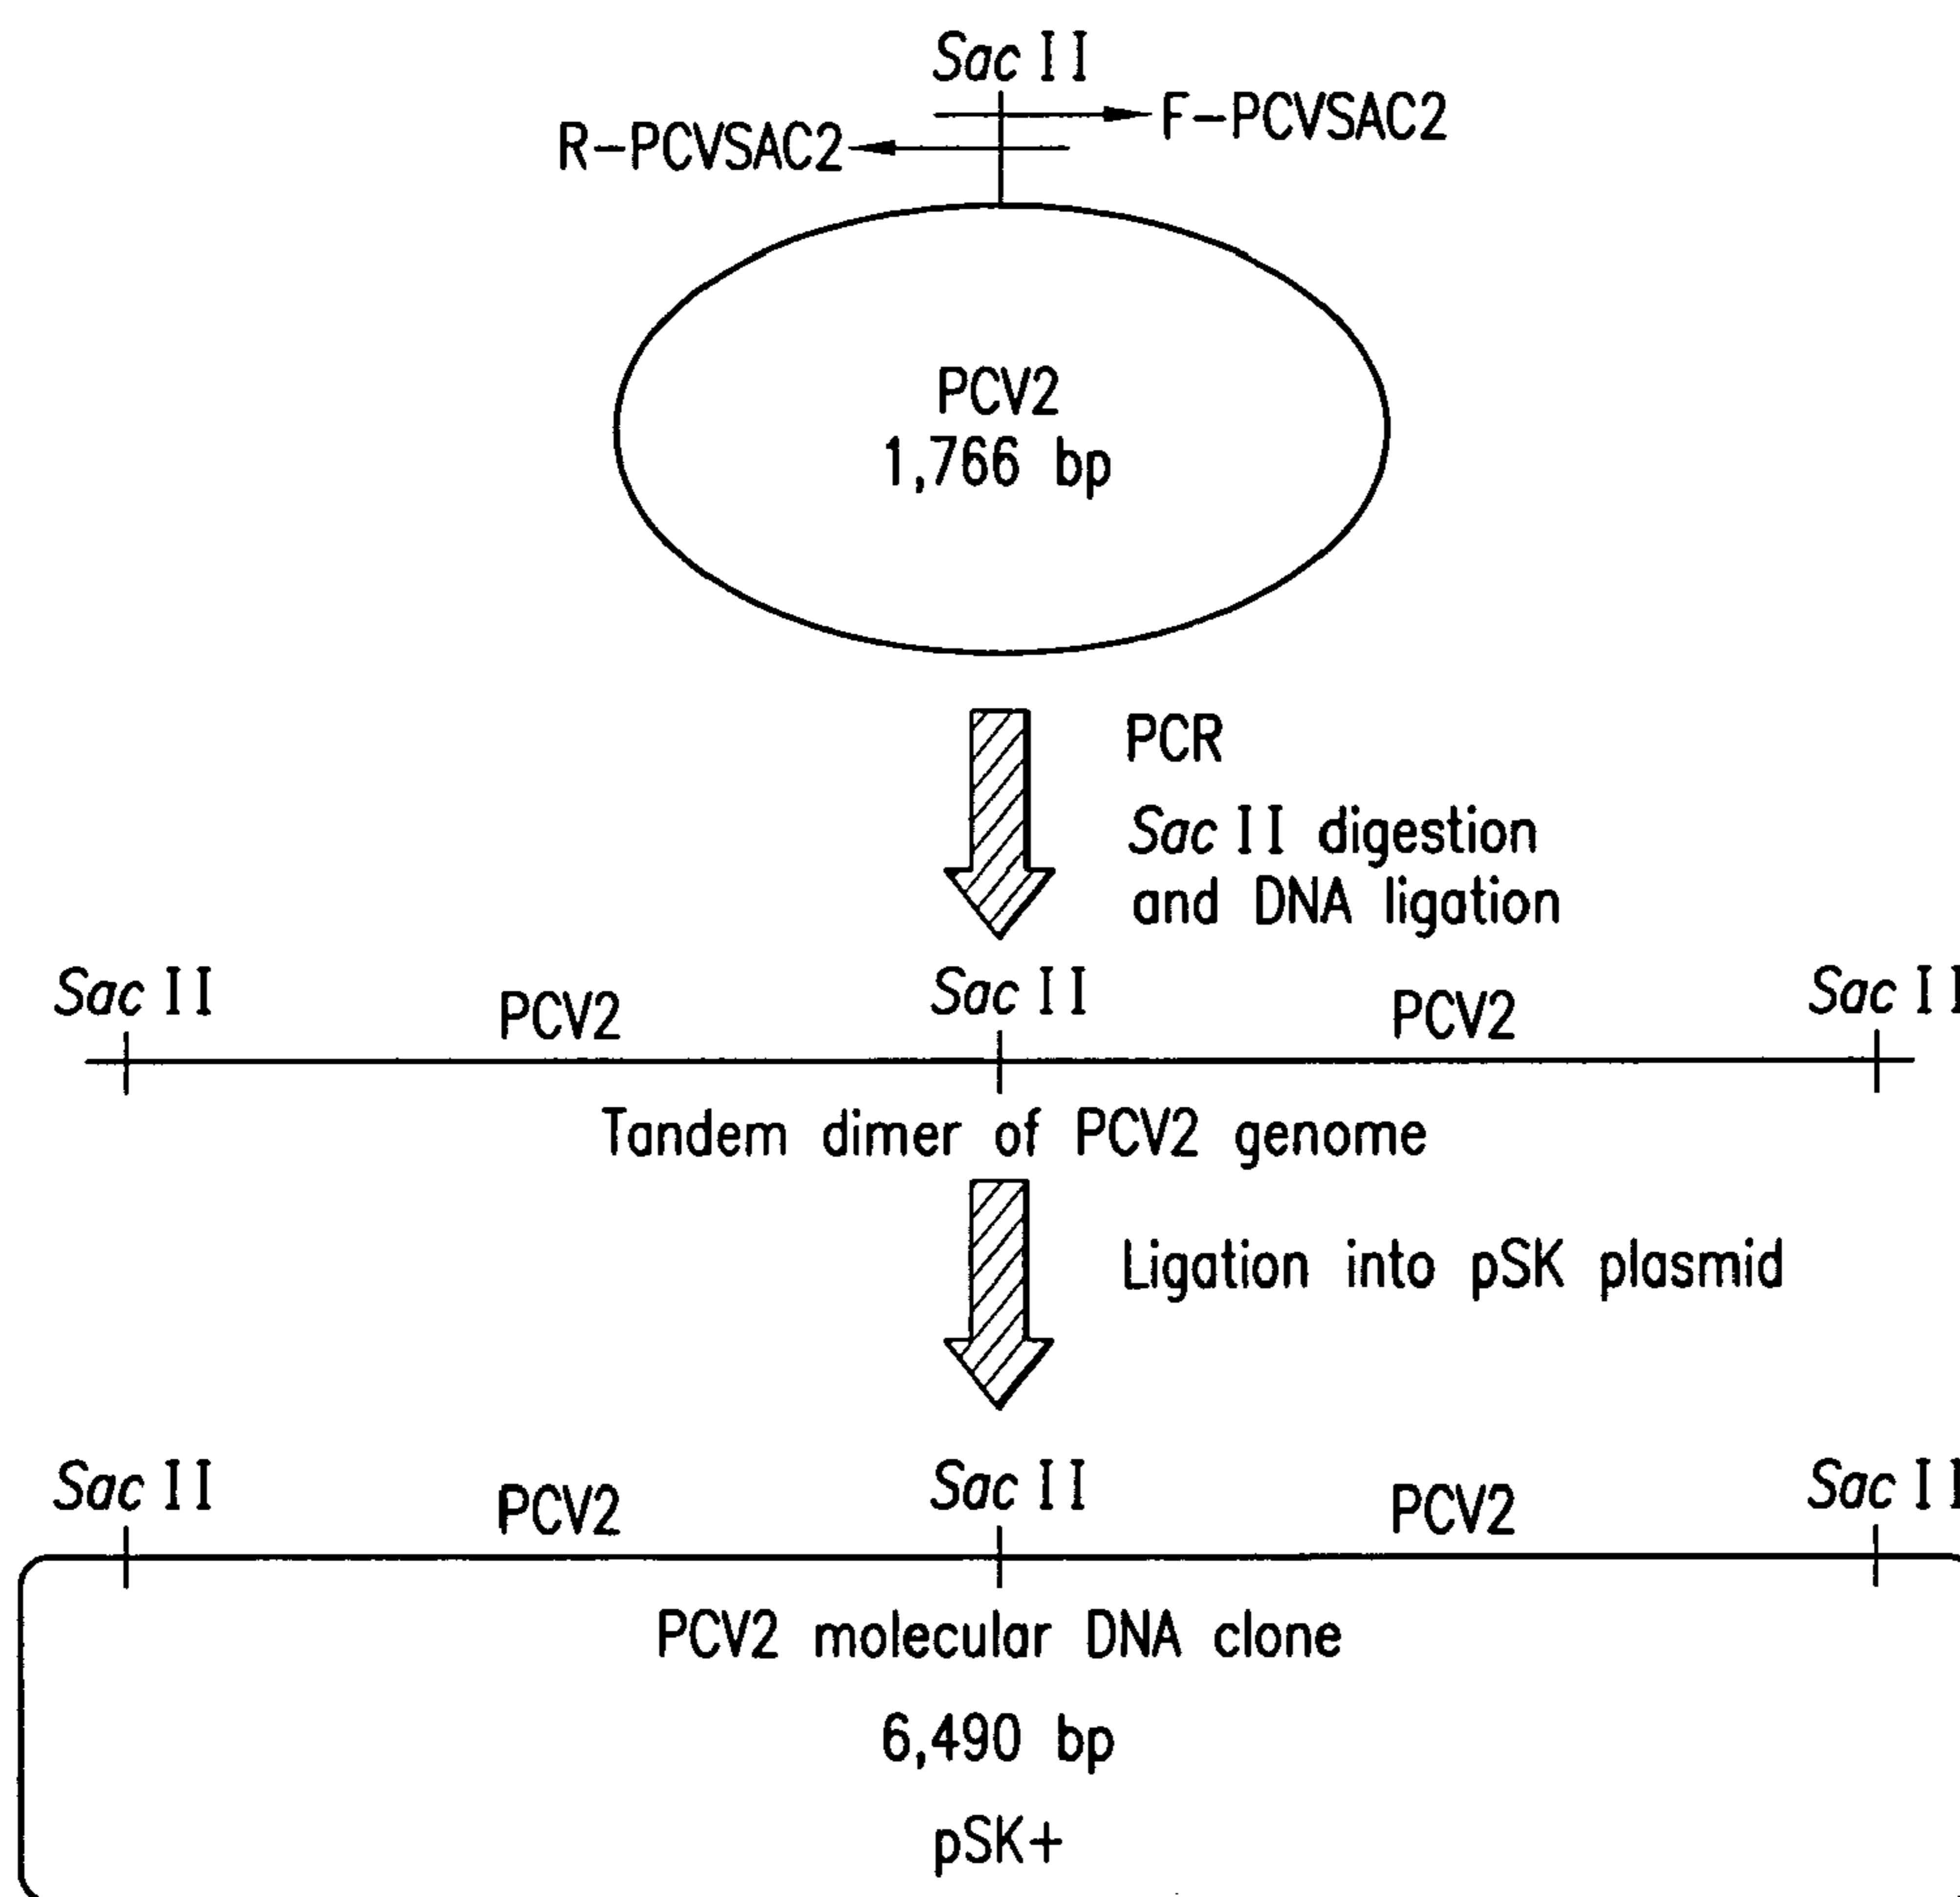 Sac II
F-PCVSAC2
R-PCVSAC2
PCV2
1,766 bp
PCR
Sac II digestion
and DNA ligation
Sac II
PCV2
Sac II
PCV2
Sac II
Tandem dimer of PCV2 genome
Ligation into pSK plasmid
Sac II
PCV2
Sac II
PCV2
Sac II
PCV2 molecular DNA clone
6,490 bp
pSK+